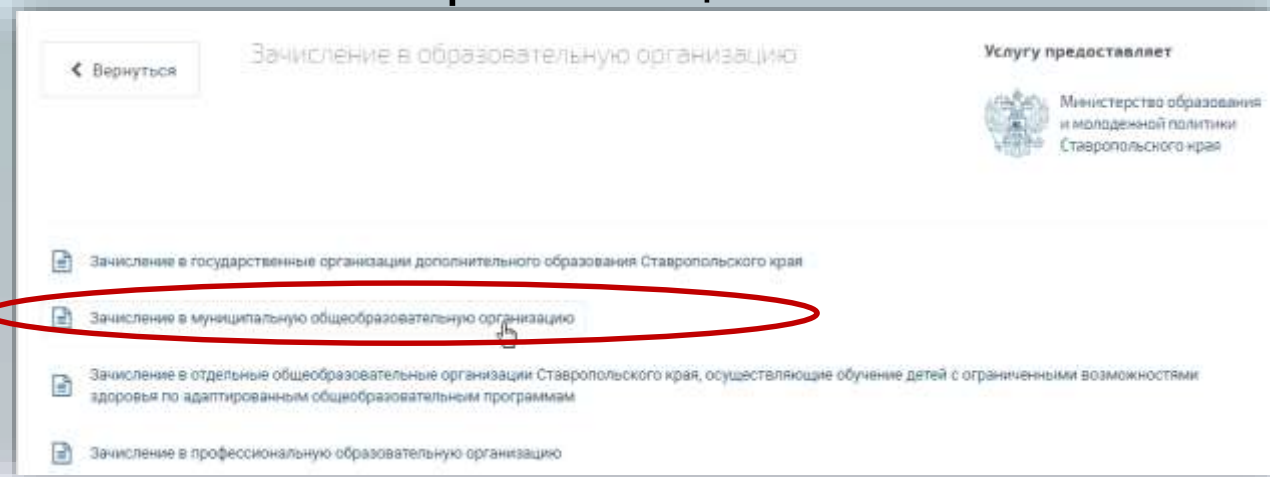 Вернуться
Зачисление в образовательную организацию
Услугу предоставляет
Министерство образования
и молодежной политики
Ставропольского края
Зачисление в государственные организации дополнительного образования Ставропольского края
Зачисление в муниципальную общеобразовательную организацию
Зачисление в отдельные общеобразовательные организации Ставропольского края, осуществляющие обучение детей с ограниченными возможностями
здоровья по адаптированным общеобразовательным программам
Зачисление в профессиональную образовательную организацию